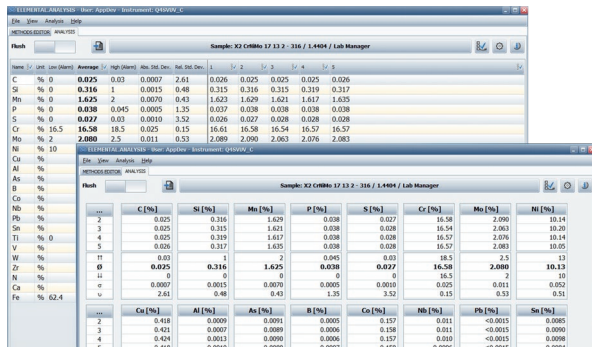 ELEMENTAL.ANALYSIS - User: AppDev - Instrument: Q46V0V_C
File View Analysis Help
METHODS EDITOR ANALYSIS
Flush
Sample: X2 CrNiMo 17 13 2 - 316 / 1.4404 / Lab Manager
Name Unit Low (Alarm) Average High (Alarm) Abs. Std. Dev. Rel. Std. Dev. 1 2 3 4 5
C % 0 0.025 0.03 0.0007 2.61 0.026 0.025 0.025 0.025 0.026
Si % 0 0.316 1 0.0015 0.48 0.315 0.316 0.315 0.319 0.317
Mn % 0 1.625 2 0.0070 0.43 1.623 1.629 1.621 1.617 1.635
P % 0 0.038 0.045 0.0005 1.35 0.037 0.038 0.038 0.038 0.038
S % 0 0.027 0.03 0.0010 3.52 0.026 0.027 0.028 0.028 0.028
Cr % 16.5 16.58 18.5 0.025 0.15 16.61 16.58 16.54 16.57 16.57
Mo % 2 2.080 2.5 0.011 0.53 2.089 2.090 2.063 2.076 2.083
Ni % 10
Cu %
Al %
As %
B %
Co %
Nb %
Pb %
Sn %
Ti % 0
V %
W %
Zr %
N %
Ca %
Fe % 62.4
ELEMENTAL.ANALYSIS - User: AppDev - Instrument: Q46V0V_C
File View Analysis Help
METHODS EDITOR ANALYSIS
Flush
Sample: X2 CrNiMo 17 13 2 - 316 / 1.4404 / Lab Manager
... C [%] Si [%] Mn [%] P [%] S [%] Cr [%] Mo [%] Ni [%]
2 0.025 0.316 1.629 0.038 0.027 16.58 2.090 10.14
3 0.025 0.315 1.621 0.038 0.028 16.54 2.063 10.20
4 0.025 0.319 1.617 0.038 0.028 16.57 2.076 10.14
5 0.026 0.317 1.635 0.038 0.028 16.57 2.083 10.05
↑↑ 0.03 1 2 0.045 0.03 18.5 2.5 13
Ø 0.025 0.316 1.625 0.038 0.027 16.58 2.080 10.13
↓↓ 0 0 0 0 0 16.5 2 10
σ 0.0007 0.0015 0.0070 0.0005 0.0010 0.025 0.011 0.052
υ 2.61 0.48 0.43 1.35 3.52 0.15 0.53 0.51
... Cu [%] Al [%] As [%] B [%] Co [%] Nb [%] Pb [%] Sn [%]
2 0.418 0.0009 0.0091 0.0005 0.157 0.011 <0.0015 0.0085
3 0.421 0.0007 0.0089 0.0006 0.158 0.011 <0.0015 0.0090
4 0.424 0.0013 0.0090 0.0006 0.157 0.010 <0.0015 0.0098